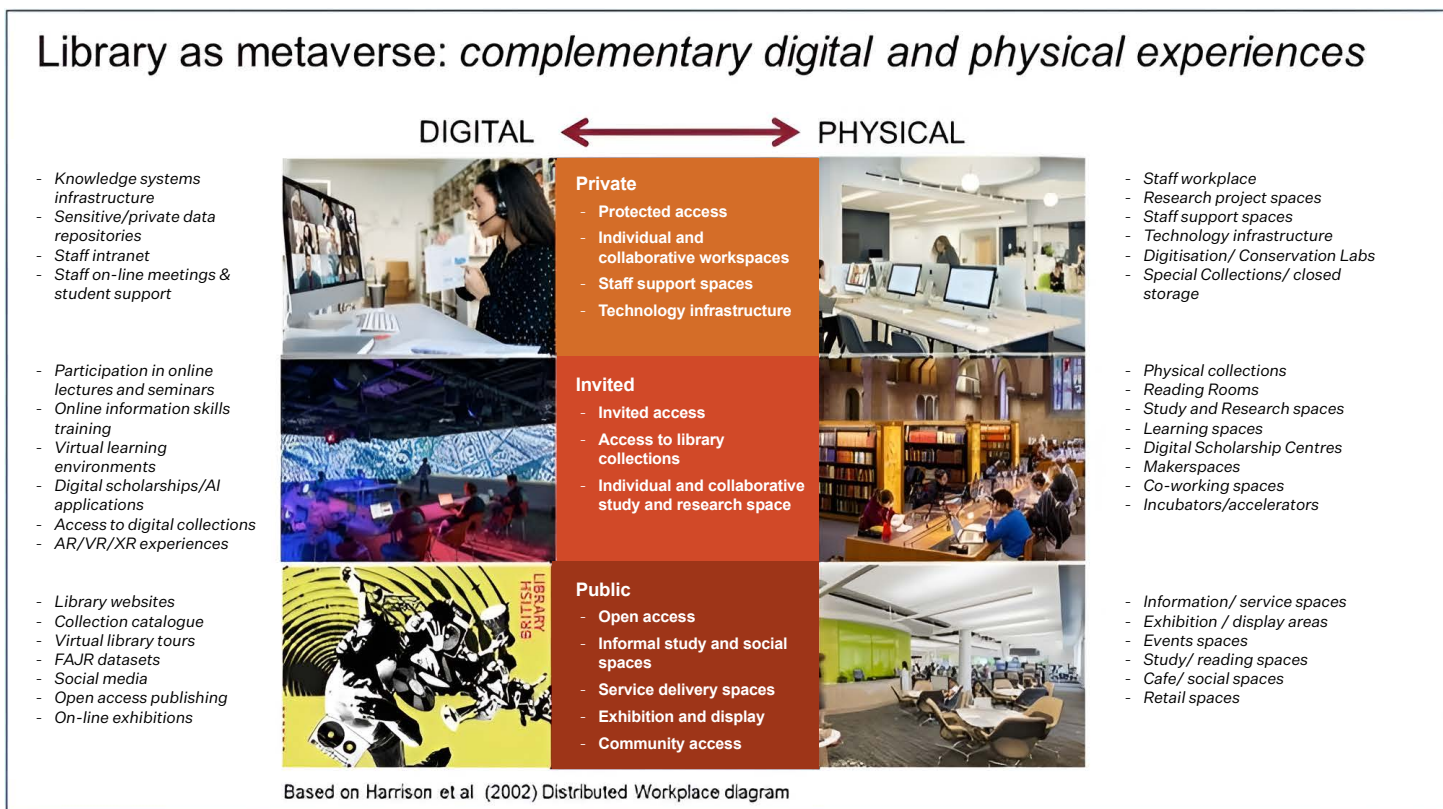 Library as metaverse: complementary digital and physical experiences
DIGITAL
PHYSICAL
- Knowledge systems
infrastructure
- Sensitive/private data
repositories
- Staff intranet
- Staff on-line meetings &
student support
Private
- Protected access
- Individual and
collaborative workspaces
- Staff support spaces
- Technology infrastructure
- Staff workplace
- Research project spaces
- Staff support spaces
- Technology infrastructure
- Digitisation/ Conservation Labs
- Special Collections/ closed
storage
- Participation in online
lectures and seminars
- Online information skills
training
- Virtual learning
environments
- Digital scholarships/AI
applications
- Access to digital collections
- AR/VR/XR experiences
Invited
- Invited access
- Access to library
collections
- Individual and collaborative
study and research space
- Physical collections
- Reading Rooms
- Study and Research spaces
- Learning spaces
- Digital Scholarship Centres
- Makerspaces
- Co-working spaces
- Incubators/accelerators
- Library websites
- Collection catalogue
- Virtual library tours
- FAJR datasets
- Social media
- Open access publishing
- On-line exhibitions
LIBRARY
BRITISH
Public
- Open access
- Informal study and social
spaces
- Service delivery spaces
- Exhibition and display
- Community access
- Information/ service spaces
- Exhibition / display areas
- Events spaces
- Study/ reading spaces
- Cafe/ social spaces
- Retail spaces
Based on Harrison et al (2002) Distributed Workplace diagram